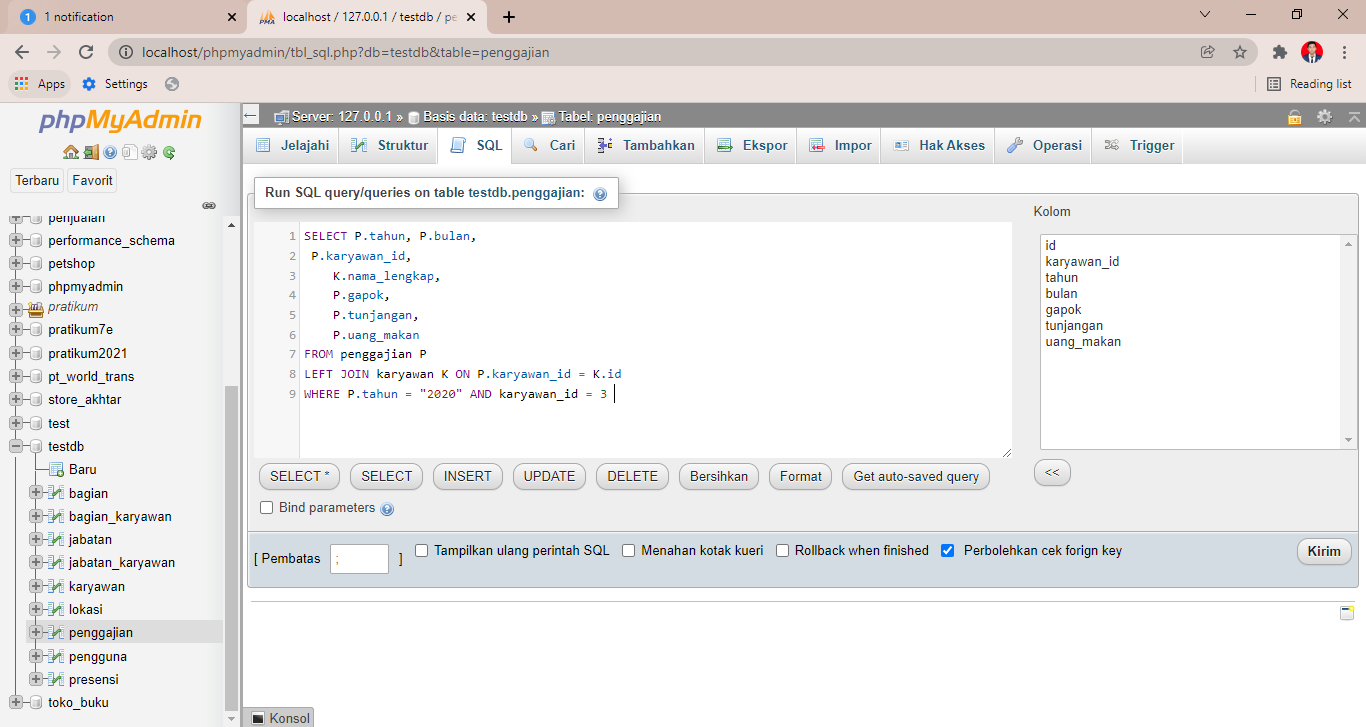 1
1 notification
PMA
localhost / 127.0.0.1 / testdb / pe
localhost/phpmyadmin/tbl_sql.php?db=testdb&table=penggajian
Apps
Settings
Reading list
phpMyAdmin
Terbaru
Favorit
penjualan
performance_schema
petshop
phpmyadmin
pratikum
pratikum7e
pratikum2021
pt_world_trans
store_akhtar
test
testdb
Baru
bagian
bagian_karyawan
jabatan
jabatan_karyawan
karyawan
lokasi
penggajian
pengguna
presensi
toko_buku
Server: 127.0.0.1 » Basis data: testdb » Tabel: penggajian
Jelajahi
Struktur
SQL
Cari
Tambahkan
Ekspor
Impor
Hak Akses
Operasi
Trigger
Run SQL query/queries on table testdb.penggajian:
1 SELECT P.tahun, P.bulan,
2 P.karyawan_id,
3 K.nama_lengkap,
4 P.gapok,
5 P.tunjangan,
6 P.uang_makan
7 FROM penggajian P
8 LEFT JOIN karyawan K ON P.karyawan_id = K.id
9 WHERE P.tahun = "2020" AND karyawan_id = 3
Kolom
id
karyawan_id
tahun
bulan
gapok
tunjangan
uang_makan
<<
SELECT *
SELECT
INSERT
UPDATE
DELETE
Bersihkan
Format
Get auto-saved query
Bind parameters
[ Pembatas ; ]
Tampilkan ulang perintah SQL
Menahan kotak kueri
Rollback when finished
Perbolehkan cek forign key
Kirim
Konsol